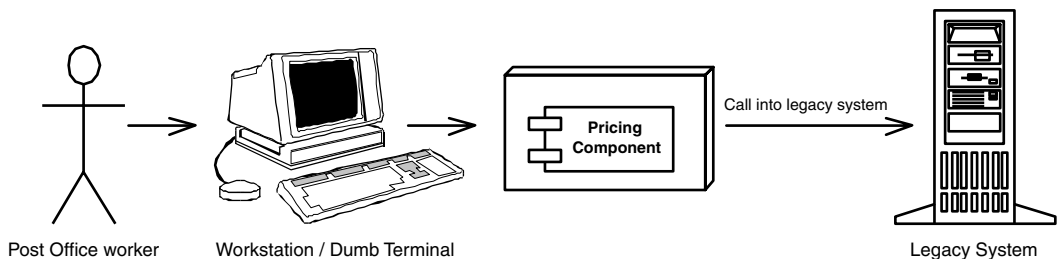 Call into legacy system
Pricing
Component
Post Office worker
Workstation / Dumb Terminal
Legacy System